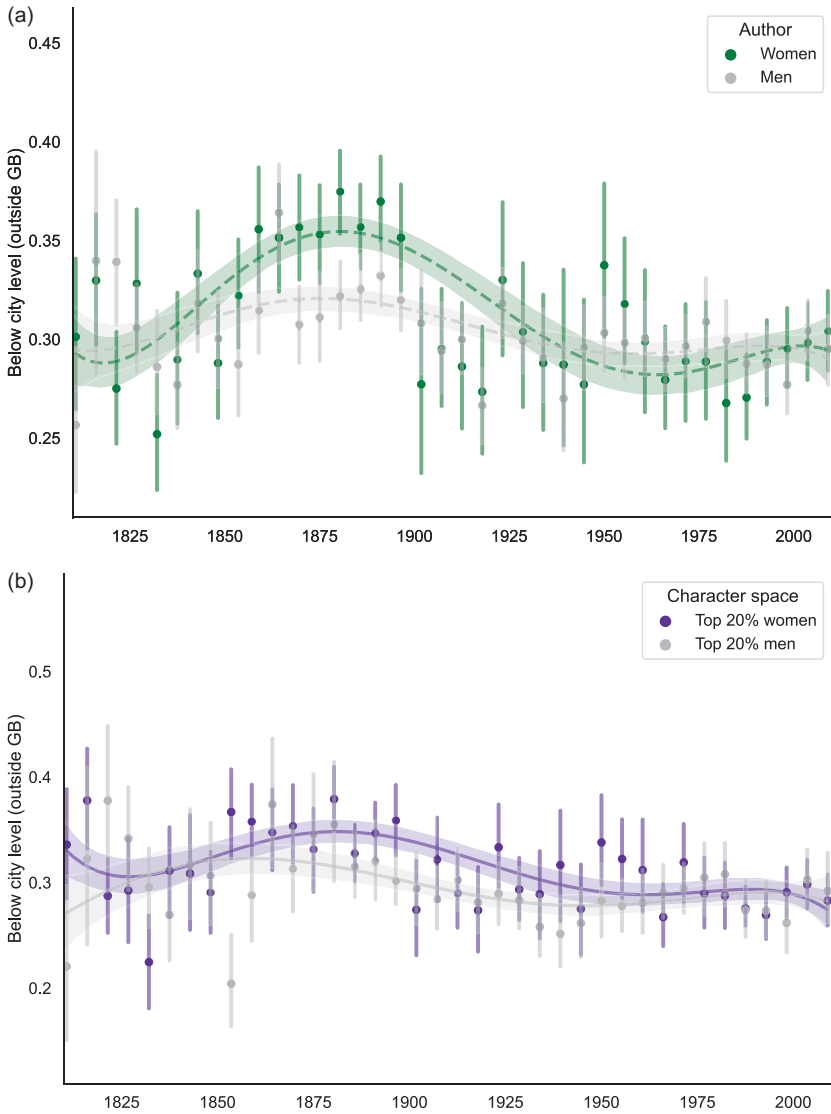 (a)
Author
Women
Men
Below city level (outside GB)
0.45
0.40
0.35
0.30
0.25
1825 1850 1875 1900 1925 1950 1975 2000
(b)
Character space
Top 20% women
Top 20% men
Below city level (outside GB)
0.5
0.4
0.3
0.2
1825 1850 1875 1900 1925 1950 1975 2000